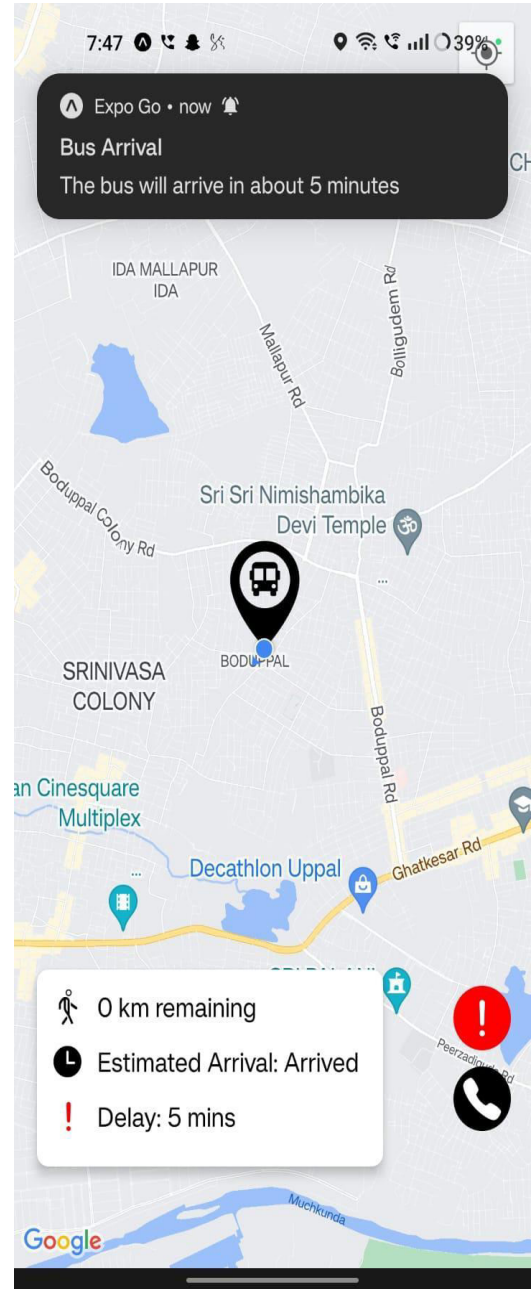 7:47
39%
Expo Go • now
Bus Arrival
The bus will arrive in about 5 minutes
CH
IDA MALLAPUR
IDA
Mallapur Rd
Bolligudem Rd
Boduppal Colony Rd
Sri Sri Nimishambika
Devi Temple
...
BODUPPAL
SRINIVASA
COLONY
Boduppal Rd
an Cinesquare
Multiplex
...
Decathlon Uppal
Ghatkesar Rd
0 km remaining
Estimated Arrival: Arrived
Delay: 5 mins
Peerzadiguda Rd
Muchkunda
Google